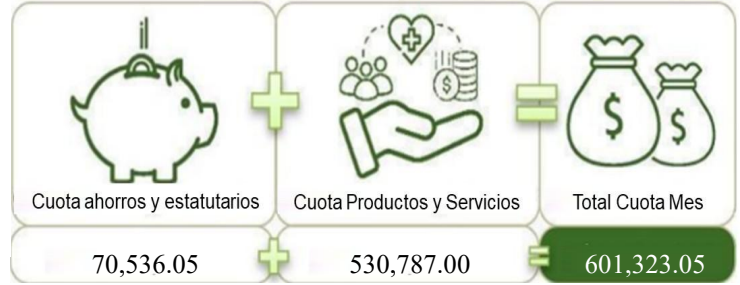 Cuota ahorros y estatutarios
Cuota Productos y Servicios
Total Cuota Mes
70,536.05
530,787.00
601,323.05